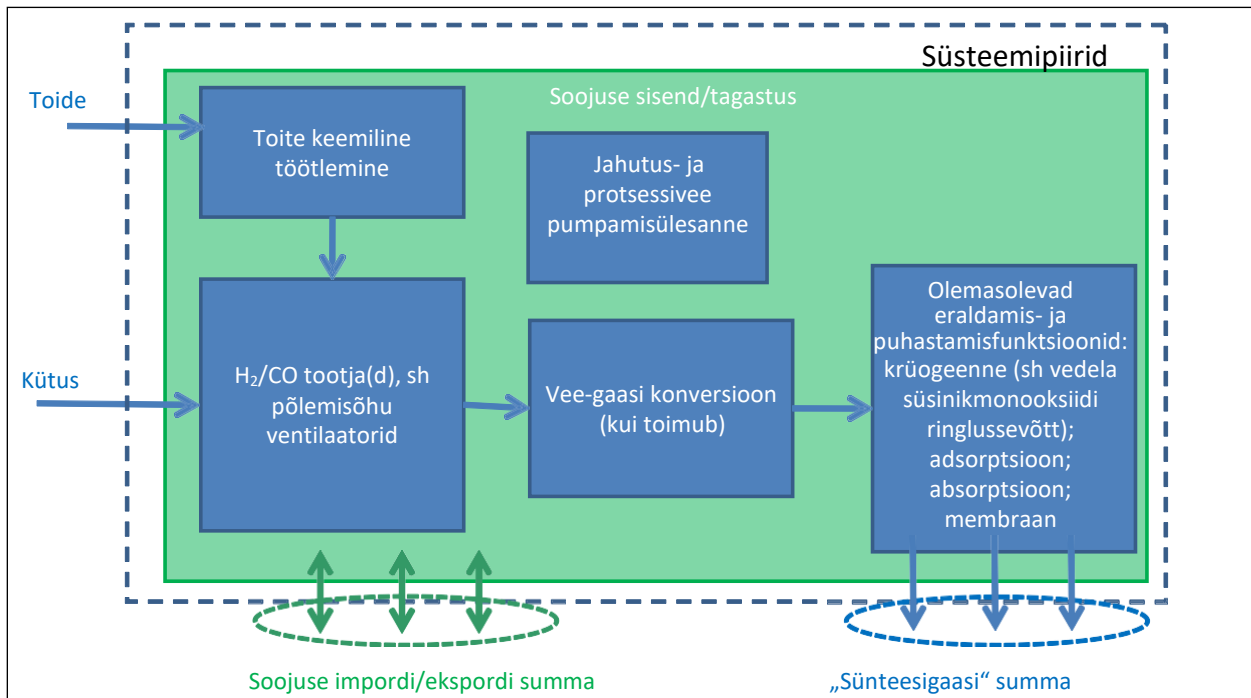 Süsteemipiirid
Soojuse sisend/tagastus
Toide
Toite keemiline
töötlemine
Jahutus- ja
protsessivee
pumpamisülesanne
Kütus
H₂/CO tootja(d), sh
põlemisõhu
ventilaatorid
Vee-gaasi konversioon
(kui toimub)
Olemasolevad
eraldamis- ja
puhastamisfunktsioonid:
krüogeenne (sh vedela
süsinikmonooksiidi
ringlussevõtt);
adsorptsioon;
absorptsioon;
membraan
Soojuse impordi/ekspordi summa
„Sünteesigaasi“ summa